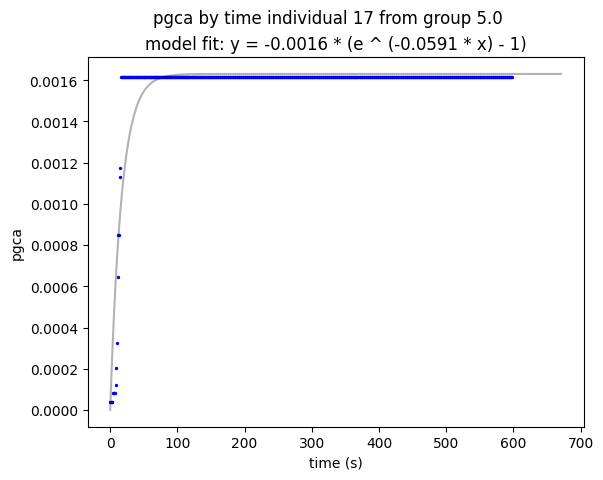 pgca by time individual 17 from group 5.0
model fit: y = -0.0016 * (e ^ (-0.0591 * x) - 1)
0.0016
0.0014
0.0012
0.0010
0.0008
0.0006
0.0004
0.0002
0.0000
pgca
0 100 200 300 400 500 600 700
time (s)